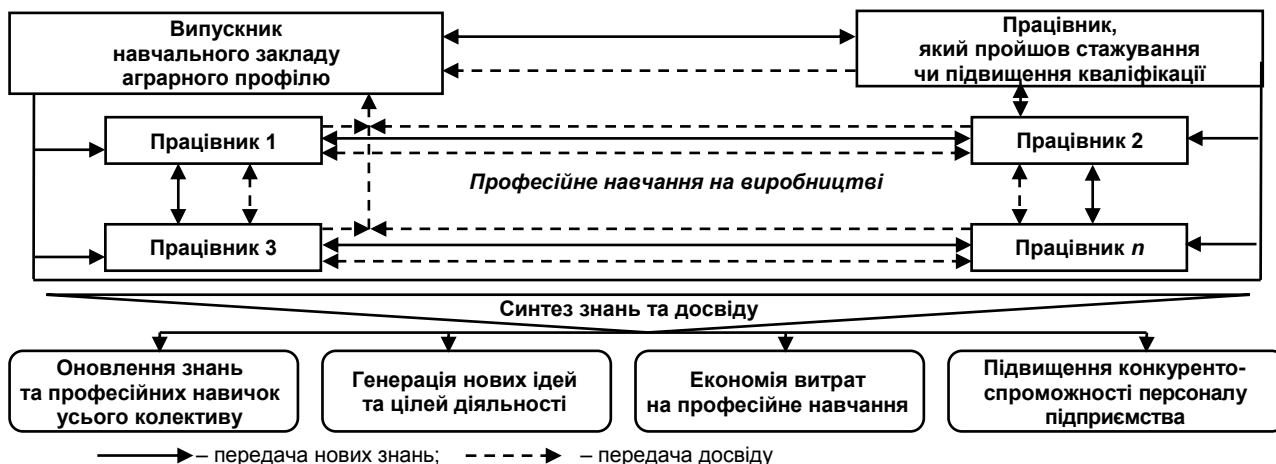 Випускник
навчального закладу
аграрного профілю
Працівник,
який пройшов стажування
чи підвищення кваліфікації
Працівник 1
Працівник 2
Професійне навчання на виробництві
Працівник 3
Працівник n
Синтез знань та досвіду
Оновлення знань
та професійних навичок
усього колективу
Генерація нових ідей
та цілей діяльності
Економія витрат
на професійне навчання
Підвищення конкуренто-
спроможності персоналу
підприємства
– передача нових знань; – передача досвіду